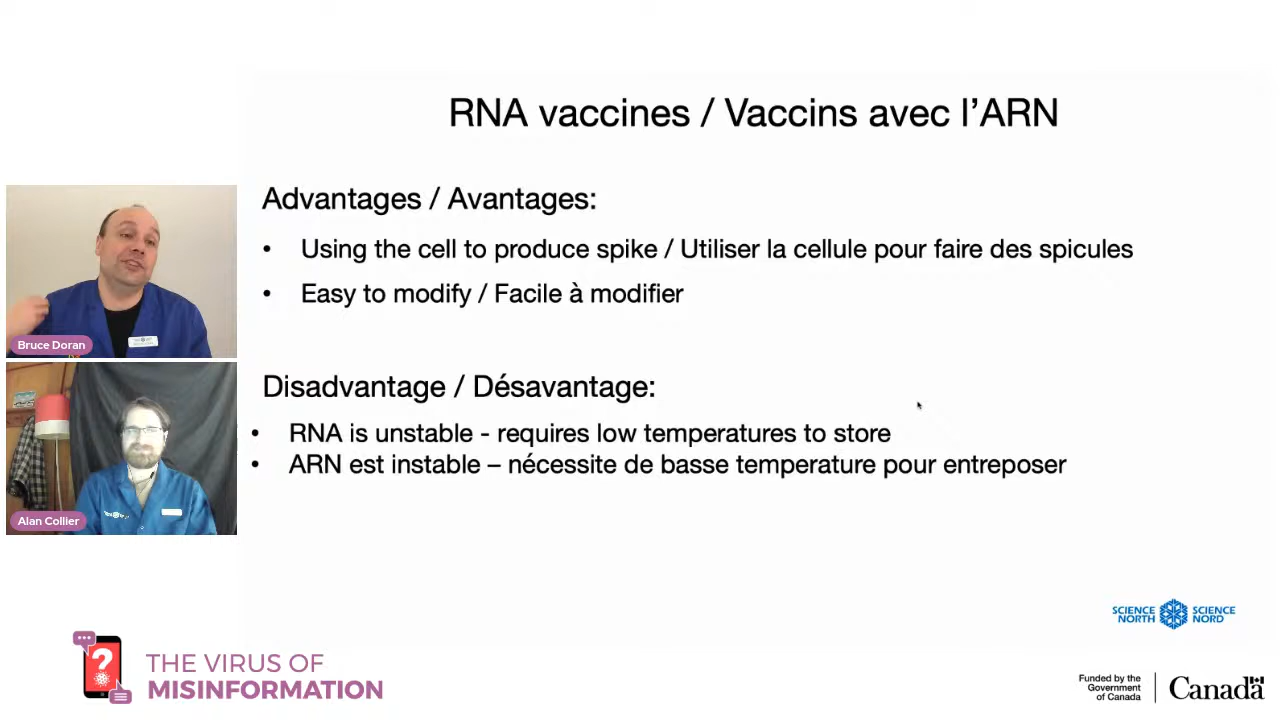 RNA vaccines / Vaccins avec l’ARN
Advantages / Avantages:
• Using the cell to produce spike / Utiliser la cellule pour faire des spicules
• Easy to modify / Facile à modifier
Bruce Doran
Disadvantage / Désavantage:
• RNA is unstable - requires low temperatures to store
• ARN est instable – nécessite de basse temperature pour entreposer
Alan Collier
SCIENCE NORTH
SCIENCE NORD
?
THE VIRUS OF
MISINFORMATION
Funded by the
Government
of Canada
Canada